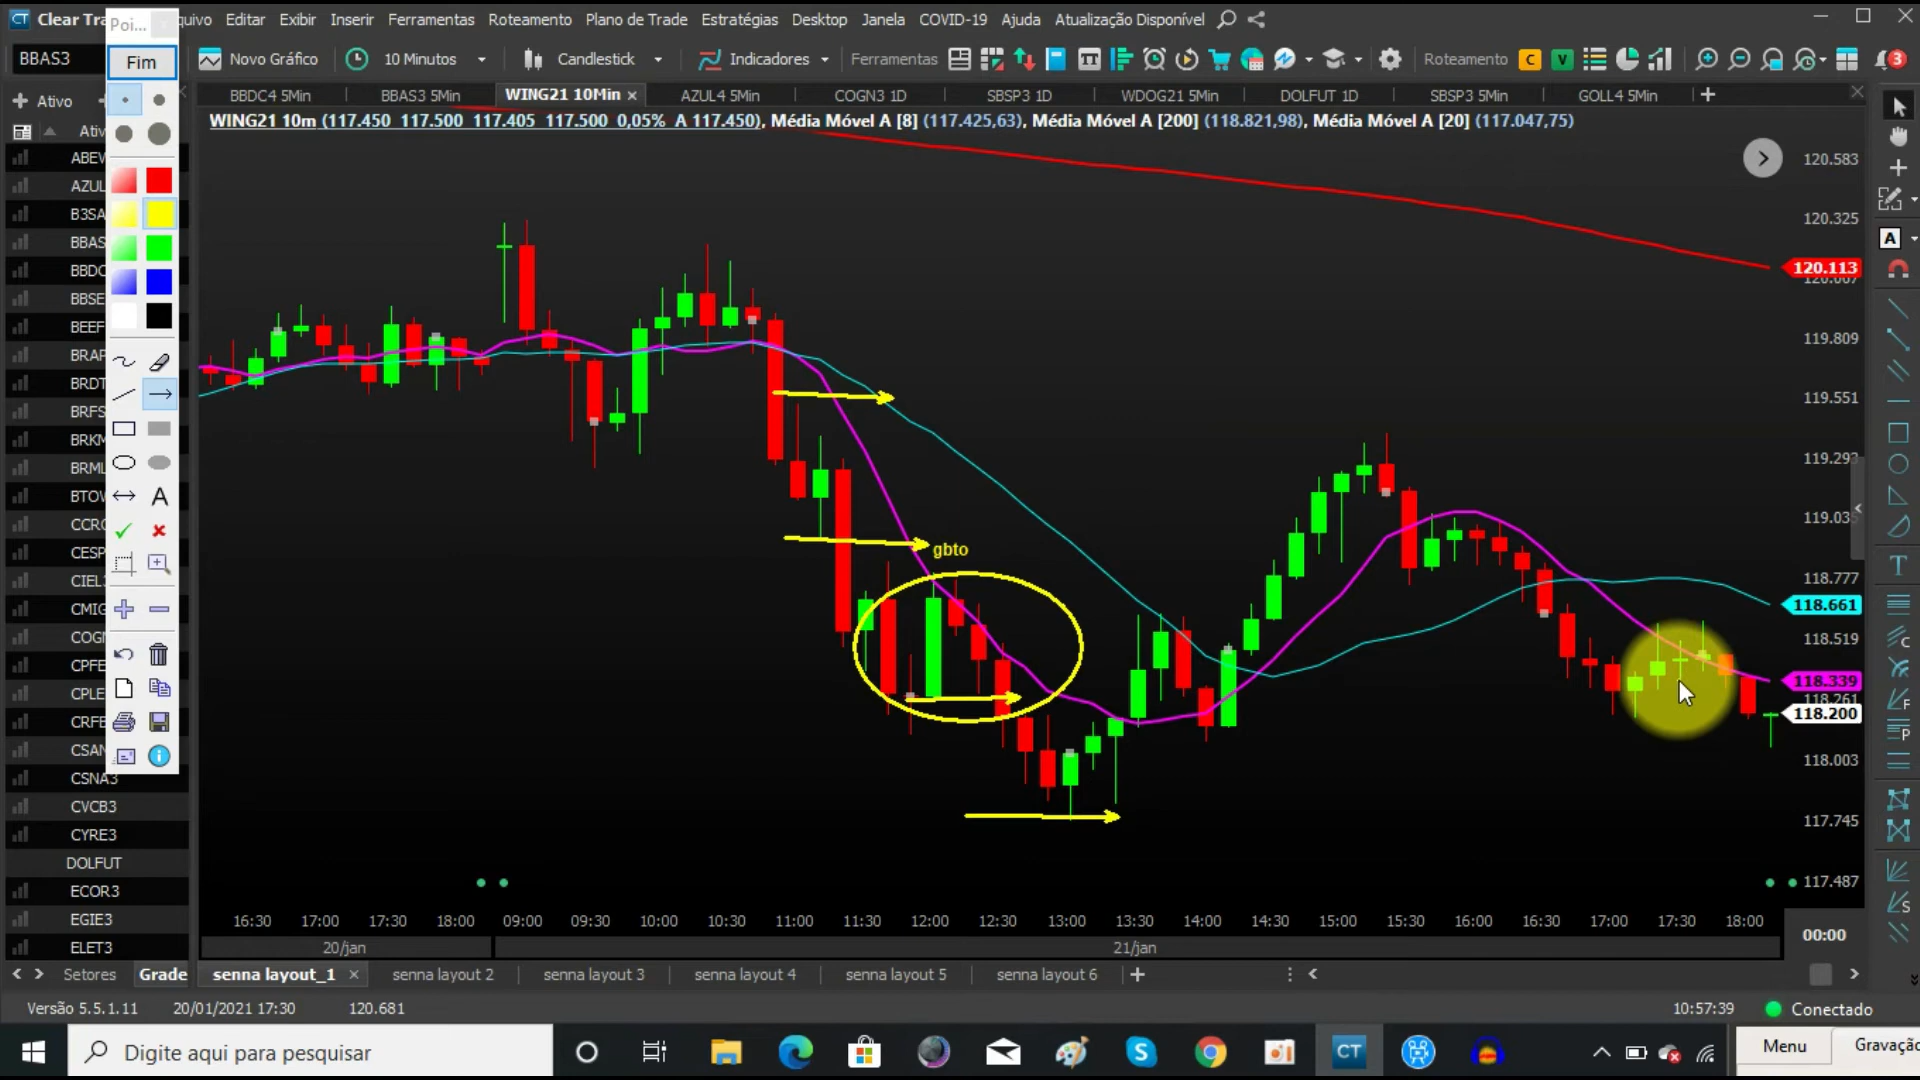 Clear Tra
Poi...
quivo Editar Exibir Inserir Ferramentas Roteamento Plano de Trade Estratégias Desktop Janela COVID-19 Ajuda Atualização Disponível
BBAS3
Fim
Novo Gráfico
10 Minutos
Candlestick
Indicadores
Ferramentas
Roteamento
C
V
3
Ativo
BBDC4 5Min
BBAS3 5Min
WING21 10Min
AZUL4 5Min
COGN3 1D
SBSP3 1D
WDOG21 5Min
DOLFUT 1D
SBSP3 5Min
GOLL4 5Min
WING21 10m (117.450 117.500 117.405 117.500 0,05% A 117.450), Média Móvel A [8] (117.425,63), Média Móvel A [200] (118.821,98), Média Móvel A [20] (117.047,75)
Ati
ABEV
AZUL
B3SA
BBAS
BBDC
BBSE
BEEF
BRAP
BRDT
BRFS
BRKM
BRML
BTOV
CCRO
CESP
CIEL3
CMIG
COGN
CPFE
CPLE
CRFB
CSAN
CSNA3
CVCB3
CYRE3
DOLFUT
ECOR3
EGIE3
ELET3
A
gbto
120.583
120.325
120.113
119.809
119.551
119.293
119.035
118.777
118.661
118.519
118.339
118.261
118.200
118.003
117.745
117.487
A
T
C
F
P
S
16:30 17:00 17:30 18:00 09:00 09:30 10:00 10:30 11:00 11:30 12:00 12:30 13:00 13:30 14:00 14:30 15:00 15:30 16:00 16:30 17:00 17:30 18:00
00:00
20/jan
21/jan
Setores
Grade
senna layout_1
senna layout 2
senna layout 3
senna layout 4
senna layout 5
senna layout 6
Versão 5.5.1.11
20/01/2021 17:30
120.681
10:57:39
Conectado
Digite aqui para pesquisar
CT
Menu
Gravação